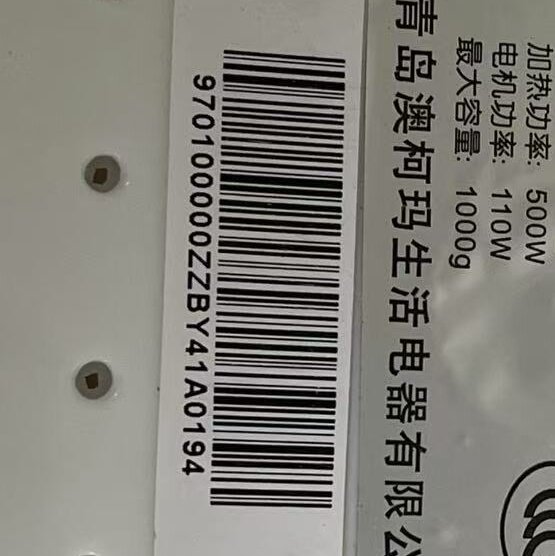 加热功率: 500W
电机功率: 110W
最大容量: 1000g
青岛澳柯玛生活电器有限公
970100000ZZBY41A0194